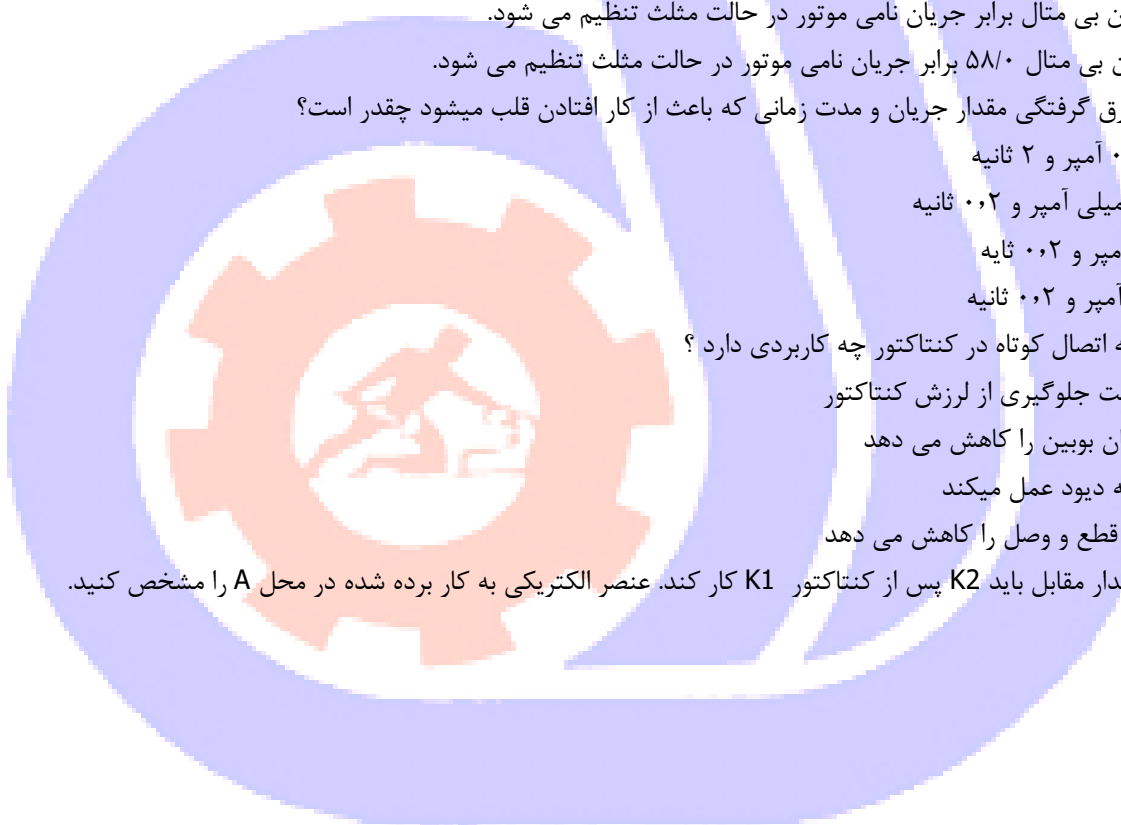 بی متال برابر جریان نامی موتور در حالت مثلث تنظیم می شود.
بی متال ۵۸/۰ برابر جریان نامی موتور در حالت مثلث تنظیم می شود.
گرفتگی مقدار جریان و مدت زمانی که باعث از کار افتادن قلب میشود چقدر است؟
آمپر و ۲ ثانیه
میلی آمپر و ۰,۲ ثانیه
و ۰,۲ ثایه
آمپر و ۰,۲ ثانیه
اتصال کوتاه در کنتاکتور چه کاربردی دارد ؟
جلوگیری از لرزش کنتاکتور
بوبین را کاهش می دهد
دیود عمل میکند
قطع و وصل را کاهش می دهد
مقابل باید K2 پس از کنتاکتور K1 کار کند. عنصر الکتریکی به کار برده شده در محل A را مشخص کنید.